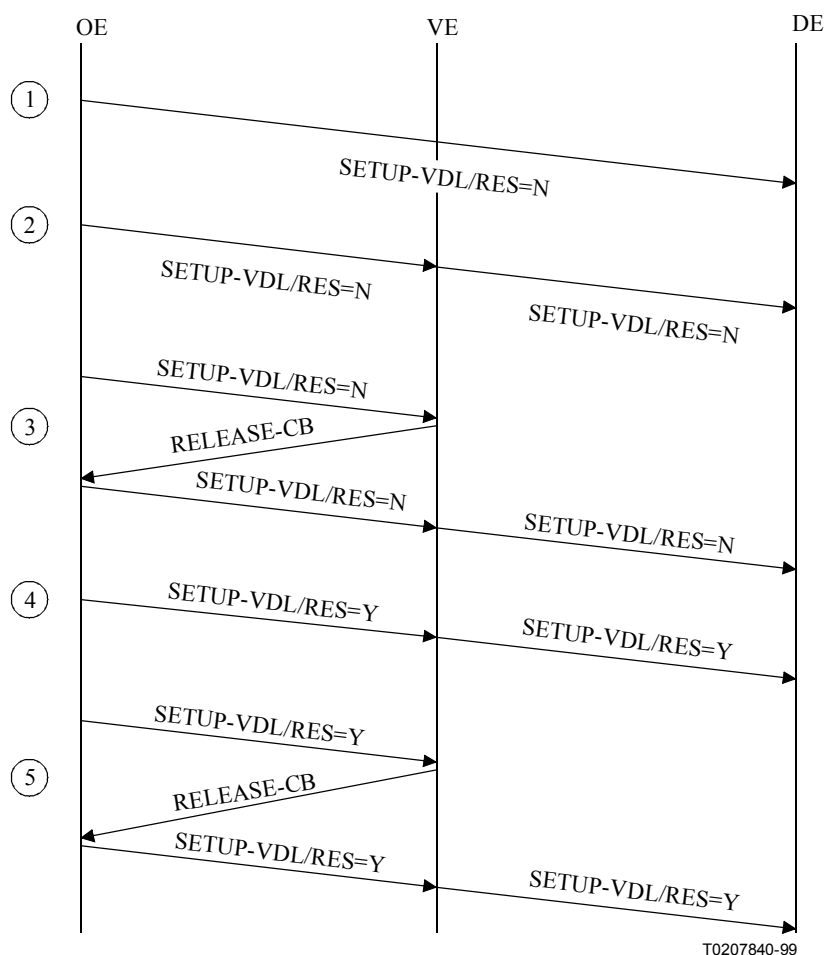 OE VE DE
1
SETUP-VDL/RES=N
2
SETUP-VDL/RES=N
SETUP-VDL/RES=N
SETUP-VDL/RES=N
3
RELEASE-CB
SETUP-VDL/RES=N
SETUP-VDL/RES=N
4
SETUP-VDL/RES=Y
SETUP-VDL/RES=Y
SETUP-VDL/RES=Y
5
RELEASE-CB
SETUP-VDL/RES=Y
SETUP-VDL/RES=Y
T0207840-99